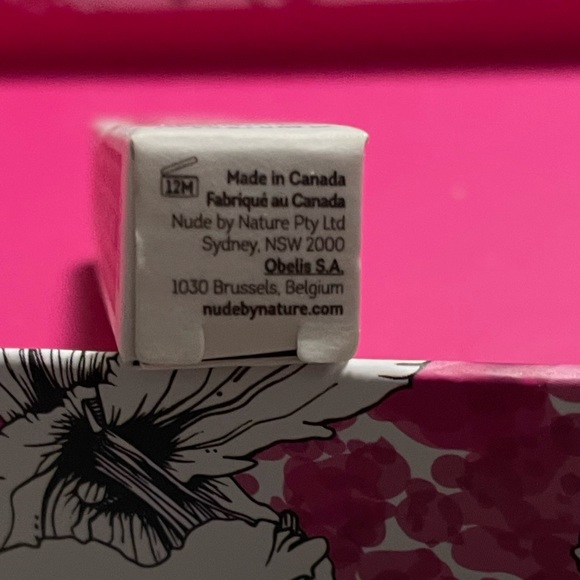 12M
Made in Canada
Fabriqué au Canada
Nude by Nature Pty Ltd
Sydney, NSW 2000
Obelis S.A.
1030 Brussels, Belgium
nudebynature.com